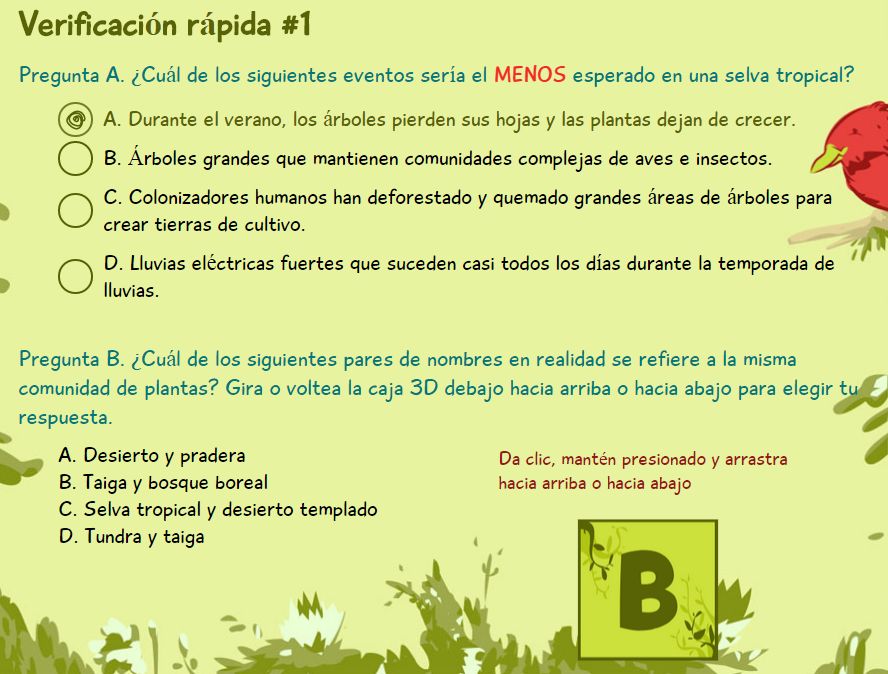 Verificación rápida #1
Pregunta A. ¿Cuál de los siguientes eventos sería el MENOS esperado en una selva tropical?
A. Durante el verano, los árboles pierden sus hojas y las plantas dejan de crecer.
B. Árboles grandes que mantienen comunidades complejas de aves e insectos.
C. Colonizadores humanos han deforestado y quemado grandes áreas de árboles para
crear tierras de cultivo.
D. Lluvias eléctricas fuertes que suceden casi todos los días durante la temporada de
lluvias.
Pregunta B. ¿Cuál de los siguientes pares de nombres en realidad se refiere a la misma
comunidad de plantas? Gira o voltea la caja 3D debajo hacia arriba o hacia abajo para elegir tu
respuesta.
A. Desierto y pradera
B. Taiga y bosque boreal
C. Selva tropical y desierto templado
D. Tundra y taiga
Da clic, mantén presionado y arrastra
hacia arriba o hacia abajo
B